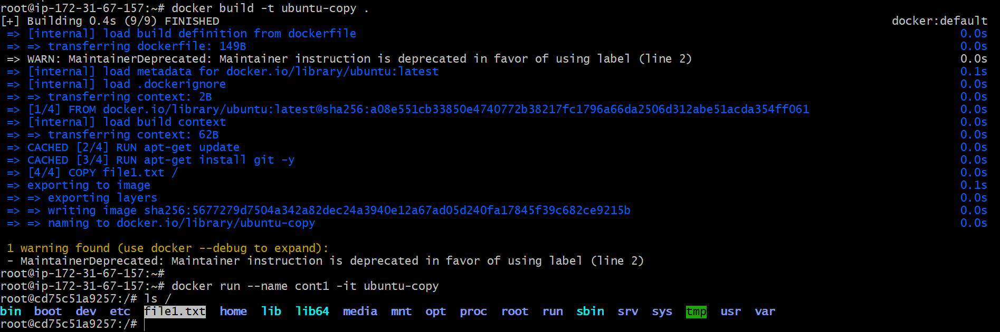 root@ip-172-31-67-157:~# docker build -t ubuntu-copy .
[+] Building 0.4s (9/9) FINISHED docker:default
=> [internal] load build definition from dockerfile 0.0s
=> => transferring dockerfile: 149B 0.0s
=> WARN: MaintainerDeprecated: Maintainer instruction is deprecated in favor of using label (line 2) 0.0s
=> [internal] load metadata for docker.io/library/ubuntu:latest 0.1s
=> [internal] load .dockerignore 0.0s
=> => transferring context: 2B 0.0s
=> [1/4] FROM docker.io/library/ubuntu:latest@sha256:a08e551cb33850e4740772b38217fc1796a66da2506d312abe51acda354ff061 0.0s
=> [internal] load build context 0.0s
=> => transferring context: 62B 0.0s
=> CACHED [2/4] RUN apt-get update 0.0s
=> CACHED [3/4] RUN apt-get install git -y 0.0s
=> [4/4] COPY file1.txt / 0.0s
=> exporting to image 0.1s
=> => exporting layers 0.0s
=> => writing image sha256:5677279d7504a342a82dec24a3940e12a67ad05d240fa17845f39c682ce9215b 0.0s
=> => naming to docker.io/library/ubuntu-copy 0.0s
1 warning found (use docker --debug to expand):
- MaintainerDeprecated: Maintainer instruction is deprecated in favor of using label (line 2)
root@ip-172-31-67-157:~#
root@ip-172-31-67-157:~# docker run --name cont1 -it ubuntu-copy
root@cd75c51a9257:/# ls /
bin boot dev etc file1.txt home lib lib64 media mnt opt proc root run sbin srv sys tmp usr var
root@cd75c51a9257:/#